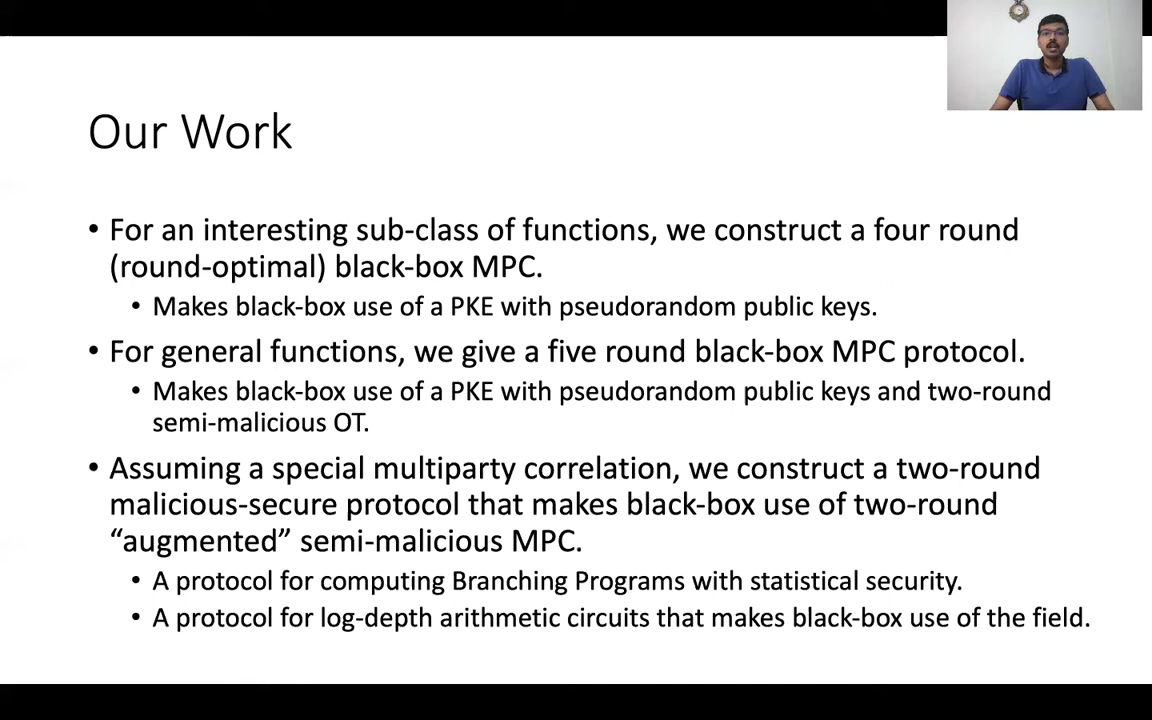 Our Work
• For an interesting sub-class of functions, we construct a four round
(round-optimal) black-box MPC.
• Makes black-box use of a PKE with pseudorandom public keys.
• For general functions, we give a five round black-box MPC protocol.
• Makes black-box use of a PKE with pseudorandom public keys and two-round
semi-malicious OT.
• Assuming a special multiparty correlation, we construct a two-round
malicious-secure protocol that makes black-box use of two-round
“augmented” semi-malicious MPC.
• A protocol for computing Branching Programs with statistical security.
• A protocol for log-depth arithmetic circuits that makes black-box use of the field.